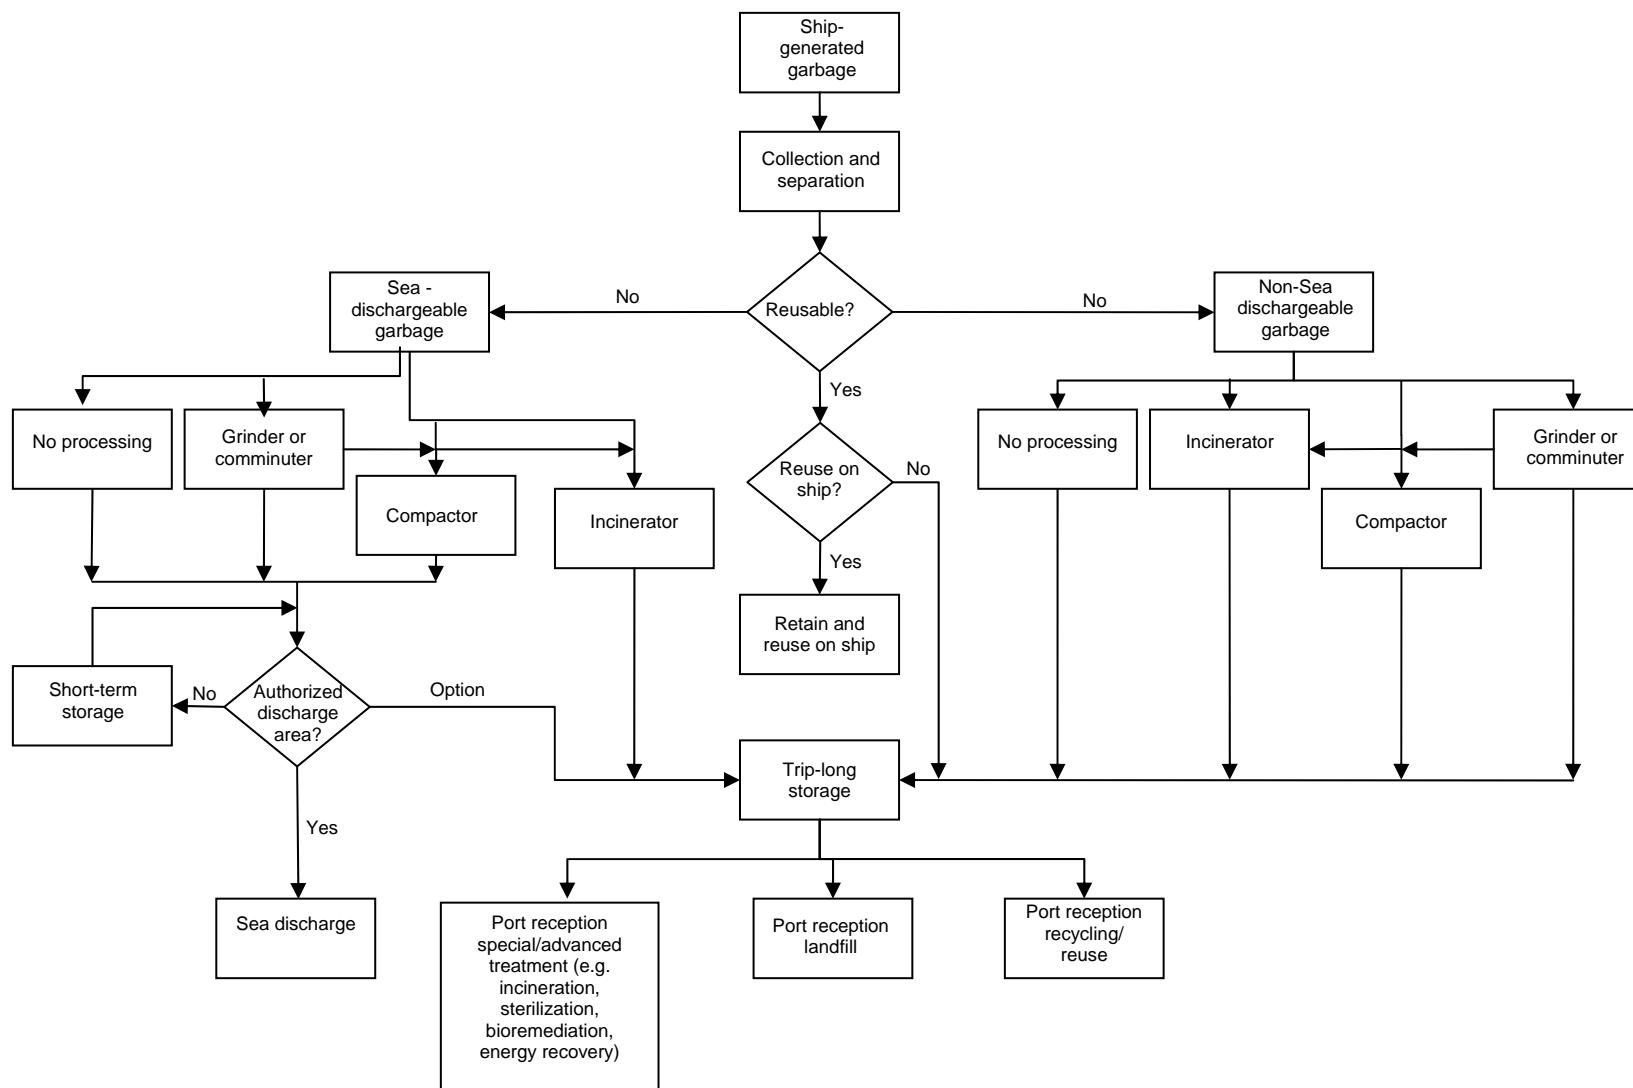 Ship-
generated
garbage
Collection and
separation
Sea -
dischargeable
garbage
No
Reusable?
No
Non-Sea
dischargeable
garbage
Yes
No processing
Grinder or
comminuter
Compactor
Incinerator
Reuse on
ship?
No
No processing
Incinerator
Compactor
Grinder or
comminuter
Yes
Retain and
reuse on ship
Short-term
storage
No
Authorized
discharge
area?
Option
Trip-long
storage
Yes
Sea discharge
Port reception
special/advanced
treatment (e.g.
incineration,
sterilization,
bioremediation,
energy recovery)
Port reception
landfill
Port reception
recycling/
reuse